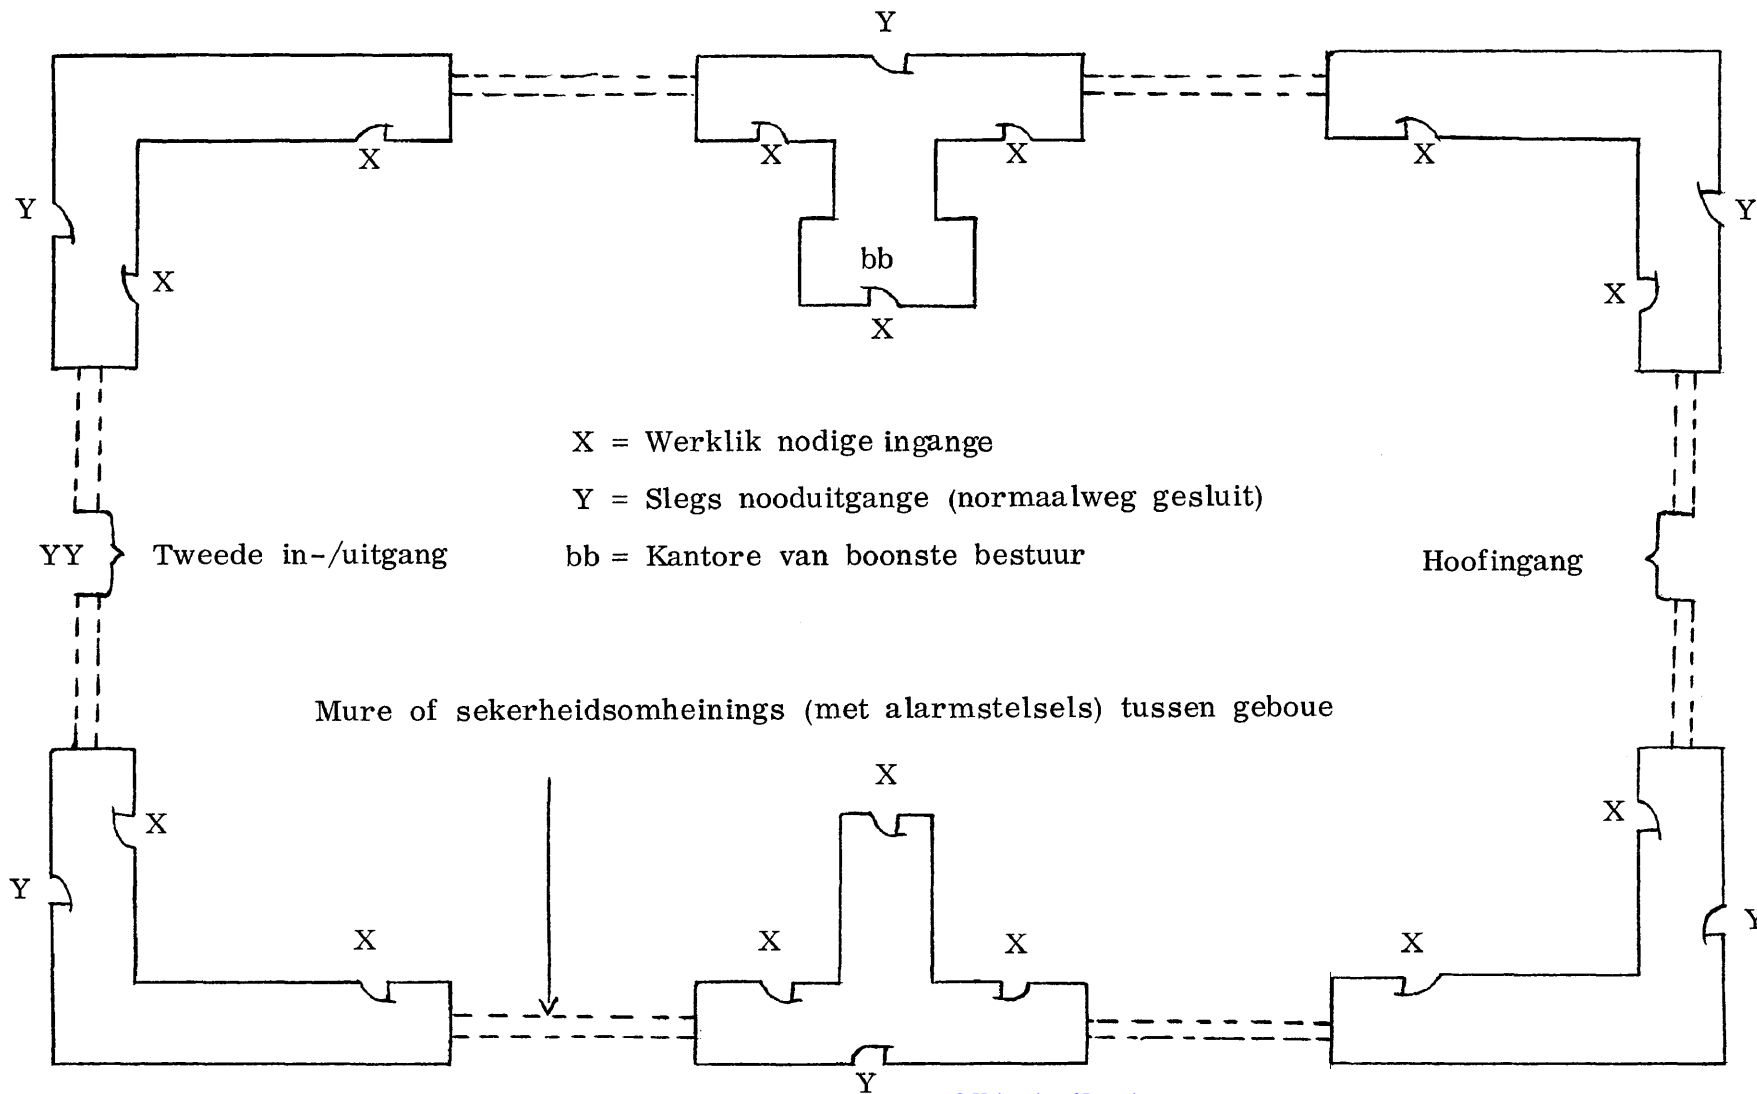 Y
X
X
X
X
Y
Y
X
bb
X
X
X = Werklik nodige ingange
Y = Slegs nooduitgange (normaalweg gesluit)
YY
Tweede in-/uitgang
bb = Kantore van boonste bestuur
Hoofingang
Mure of sekerheidsomheinings (met alarmstelsels) tussen geboue
X
X
X
Y
Y
X
X
X
X
Y